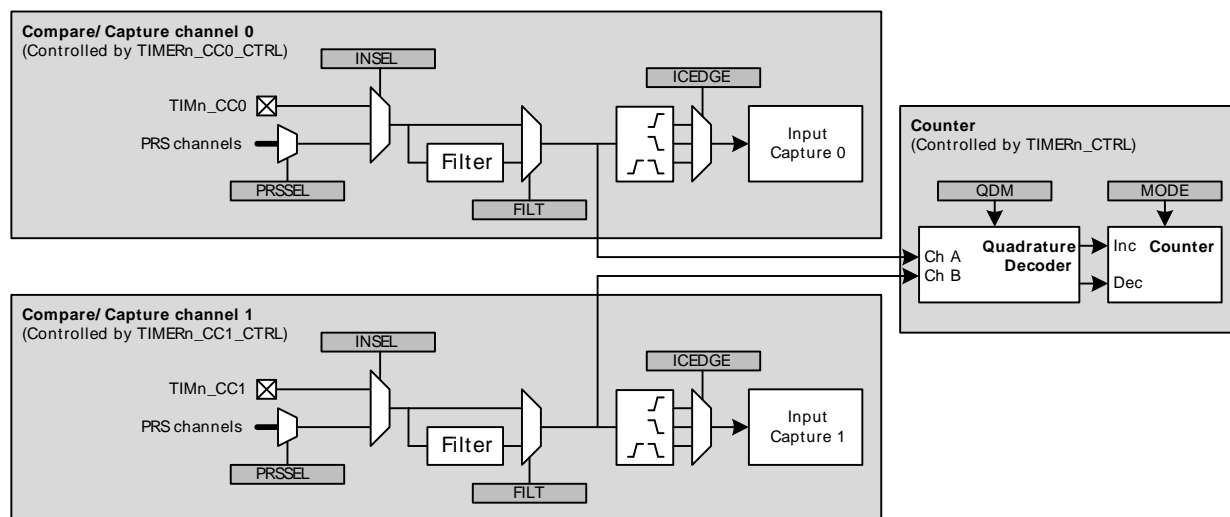 Compare/ Capture channel 0
(Controlled by TIMERn_CC0_CTRL)
INSEL
ICEDGE
TIMn_CC0
PRS channels
Filter
Input
Capture 0
PRSSEL
FILT
Counter
(Controlled by TIMERn_CTRL)
QDM
MODE
Ch A
Ch B
Quadrature
Decoder
Inc
Counter
Dec
Compare/ Capture channel 1
(Controlled by TIMERn_CC1_CTRL)
INSEL
ICEDGE
TIMn_CC1
PRS channels
Filter
Input
Capture 1
PRSSEL
FILT